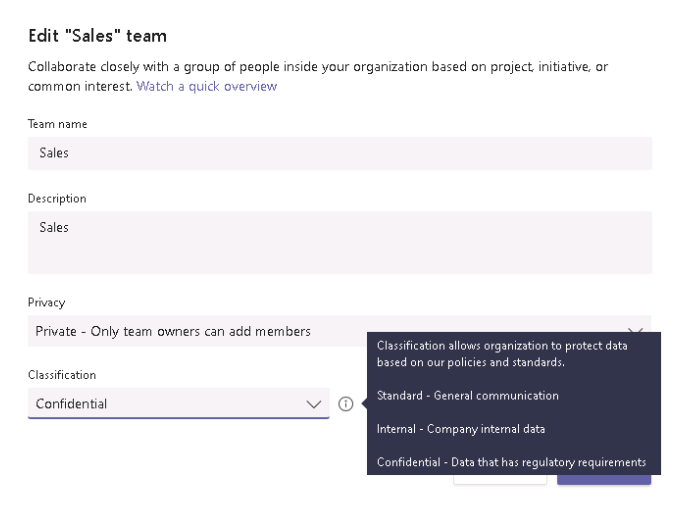 Edit "Sales" team
Collaborate closely with a group of people inside your organization based on project, initiative, or
common interest. Watch a quick overview
Team name
Sales
Description
Sales
Privacy
Private - Only team owners can add members
Classification
Confidential
Classification allows organization to protect data
based on our policies and standards.
Standard - General communication
Internal - Company internal data
Confidential - Data that has regulatory requirements